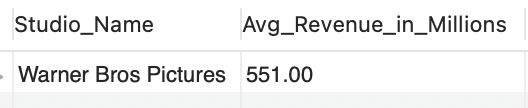 Studio_Name Avg_Revenue_in_Millions
Warner Bros Pictures 551.00